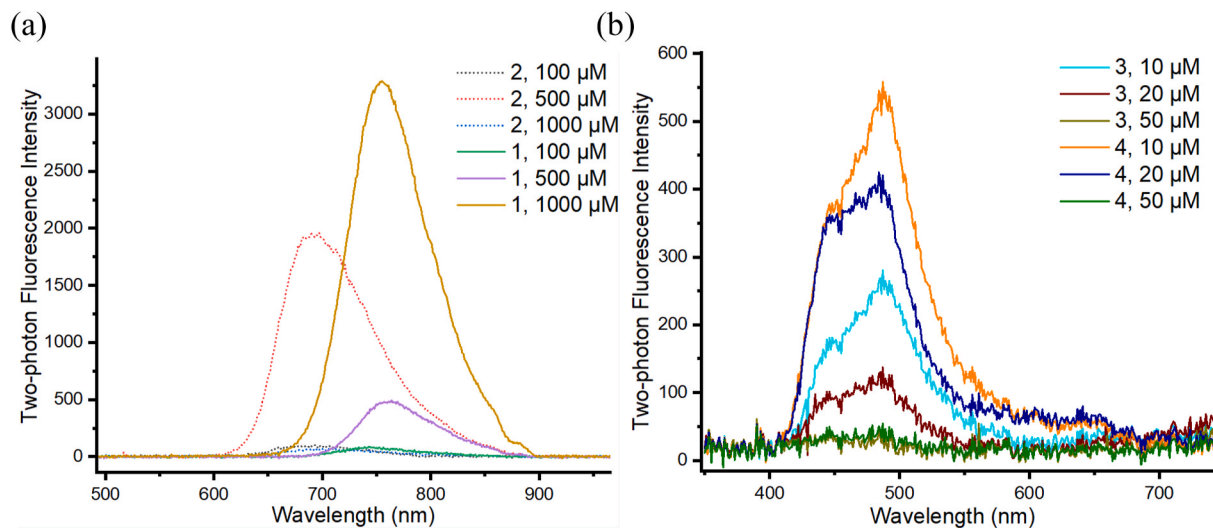 (a)
Two-photon Fluorescence Intensity
3000
2500
2000
1500
1000
500
0
2, 100 µM
2, 500 µM
2, 1000 µM
1, 100 µM
1, 500 µM
1, 1000 µM
500
600
700
800
900
Wavelength (nm)
(b)
Two-photon Fluorescence Intensity
600
500
400
300
200
100
0
3, 10 µM
3, 20 µM
3, 50 µM
4, 10 µM
4, 20 µM
4, 50 µM
400
500
600
700
Wavelength (nm)